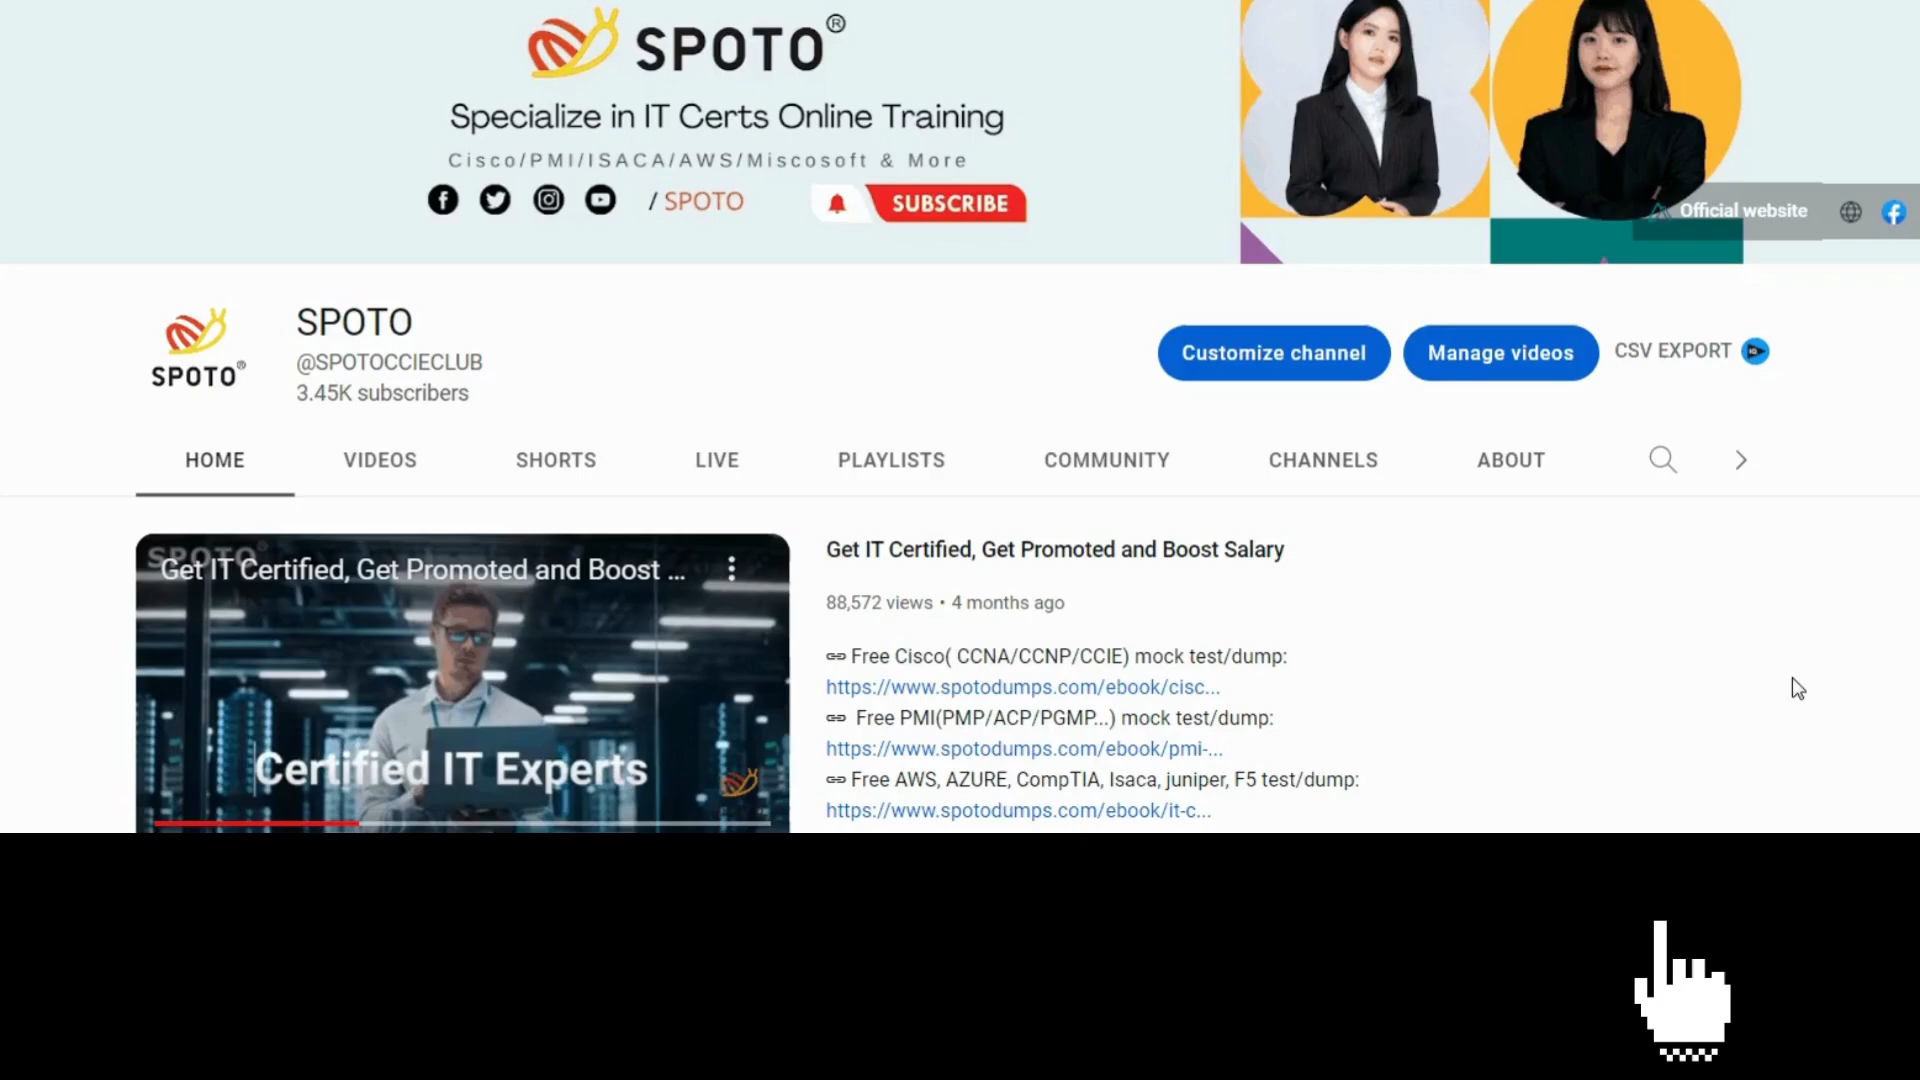 SPOTO®
Specialize in IT Certs Online Training
Cisco/PMI/ISACA/AWS/Miscosoft & More
/ SPOTO
SUBSCRIBE
Official website
SPOTO®
SPOTO
@SPOTOCCIECLUB
3.45K subscribers
Customize channel
Manage videos
CSV EXPORT
HOME
VIDEOS
SHORTS
LIVE
PLAYLISTS
COMMUNITY
CHANNELS
ABOUT
SPOTO®
Get IT Certified, Get Promoted and Boost ...
Certified IT Experts
Get IT Certified, Get Promoted and Boost Salary
88,572 views • 4 months ago
Free Cisco( CCNA/CCNP/CCIE) mock test/dump:
https://www.spotodumps.com/ebook/cisc...
Free PMI(PMP/ACP/PGMP...) mock test/dump:
https://www.spotodumps.com/ebook/pmi-...
Free AWS, AZURE, CompTIA, Isaca, juniper, F5 test/dump:
https://www.spotodumps.com/ebook/it-c...